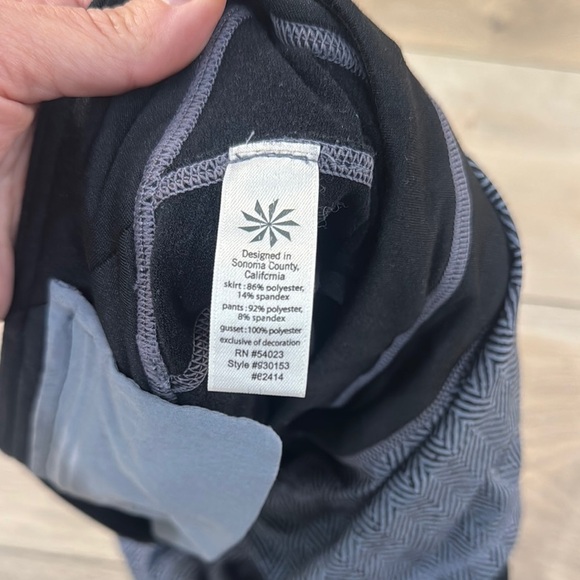 Designed in
Sonoma County,
California
skirt: 86% polyester,
14% spandex
pants: 92% polyester,
8% spandex
gusset: 100% polyester
exclusive of decoration
RN #54023
Style #930153
#e2414